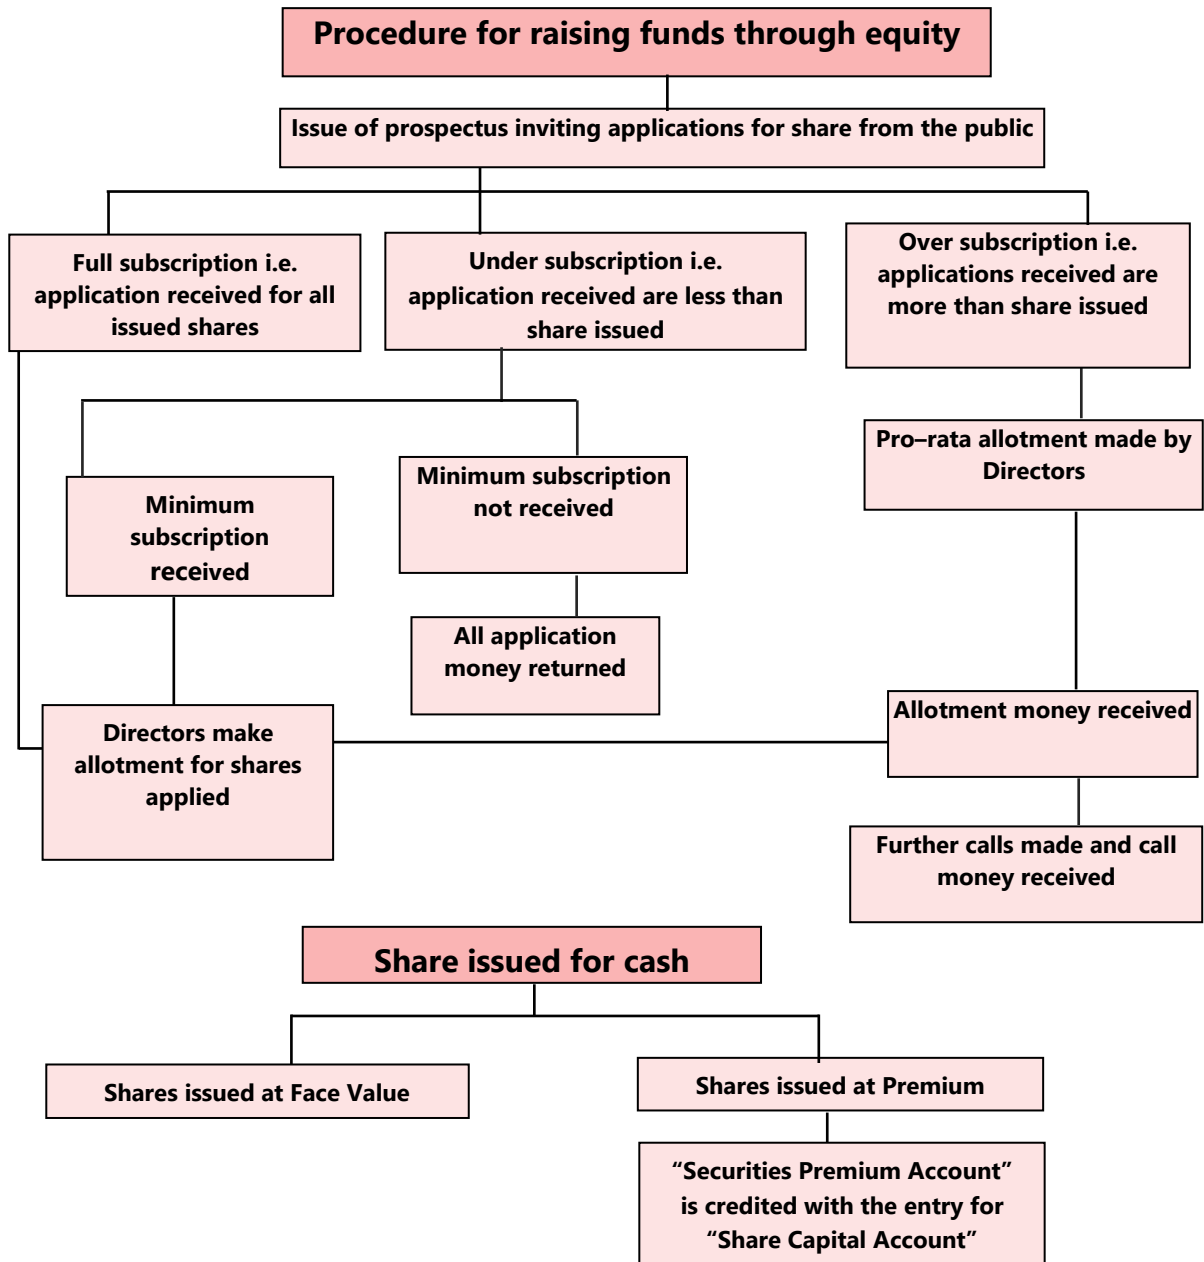 Procedure for raising funds through equity
Issue of prospectus inviting applications for share from the public
Full subscription i.e.
application received for all
issued shares
Under subscription i.e.
application received are less than
share issued
Over subscription i.e.
applications received are
more than share issued
Minimum
subscription
received
Minimum subscription
not received
Pro–rata allotment made by
Directors
All application
money returned
Directors make
allotment for shares
applied
Allotment money received
Further calls made and call
money received
Share issued for cash
Shares issued at Face Value
Shares issued at Premium
“Securities Premium Account”
is credited with the entry for
“Share Capital Account”